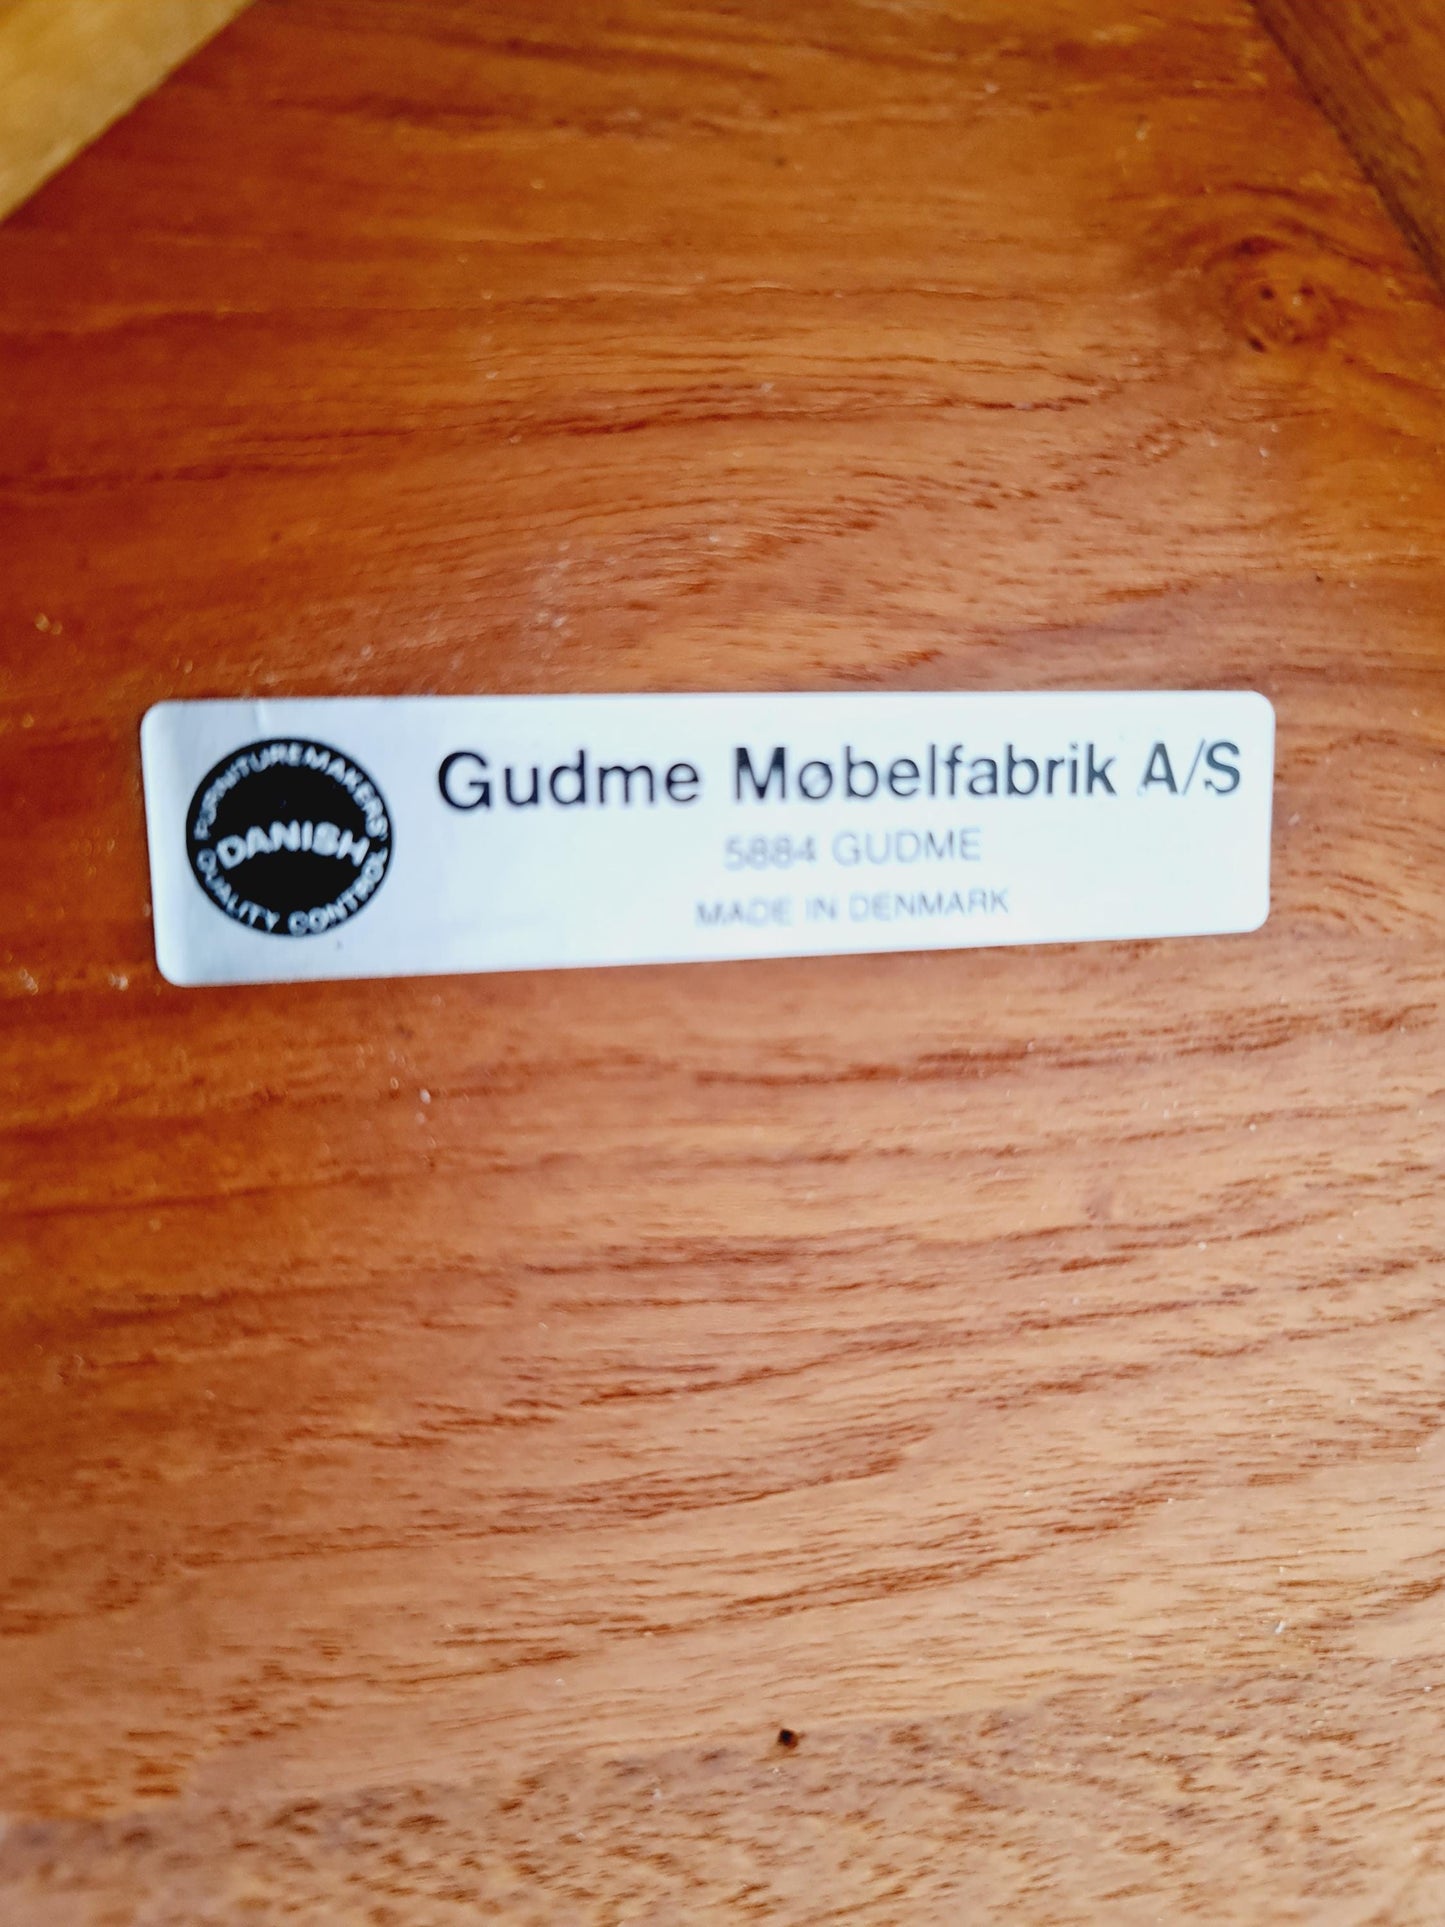 FURNITUREMAKERS'
DANISH
QUALITY CONTROL
Gudme Møbelfabrik A/S
5884 GUDME
MADE IN DENMARK